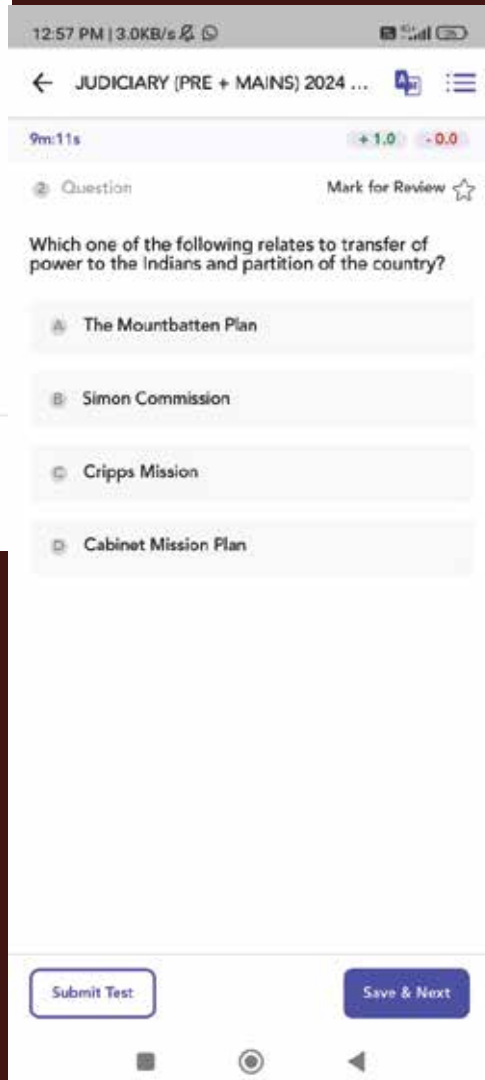 12:57 PM | 3.0KB/s
JUDICIARY (PRE + MAINS) 2024 ...
9m:11s
+ 1.0 - 0.0
2 Question Mark for Review
Which one of the following relates to transfer of
power to the Indians and partition of the country?
A The Mountbatten Plan
B Simon Commission
C Cripps Mission
D Cabinet Mission Plan
Submit Test Save & Next